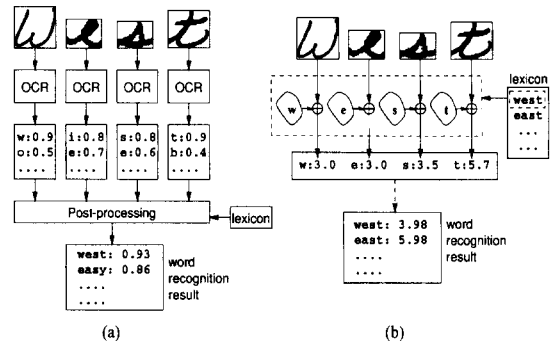 W e s t
OCR OCR OCR OCR
w:0.9 i:0.8 s:0.8 t:0.9
o:0.5 e:0.7 e:0.6 b:0.4
.... .... .... ....
Post-processing
lexicon
west: 0.93
easy: 0.86
....
....
word
recognition
result
(a)
W e s t
w e s t
lexicon
west
east
...
...
w:3.0 e:3.0 s:3.5 t:5.7
west: 3.98
east: 5.98
....
....
word
recognition
result
(b)